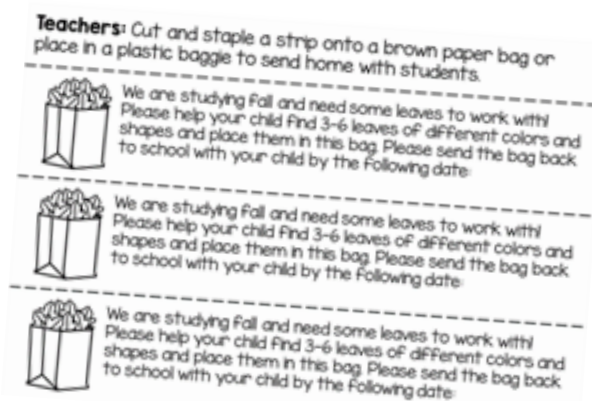 Teachers: Cut and staple a strip onto a brown paper bag or
place in a plastic baggie to send home with students.
We are studying fall and need some leaves to work with!
Please help your child find 3-6 leaves of different colors and
shapes and place them in this bag. Please send the bag back
to school with your child by the following date:
We are studying fall and need some leaves to work with!
Please help your child find 3-6 leaves of different colors and
shapes and place them in this bag. Please send the bag back
to school with your child by the following date:
We are studying fall and need some leaves to work with!
Please help your child find 3-6 leaves of different colors and
shapes and place them in this bag. Please send the bag back
to school with your child by the following date: